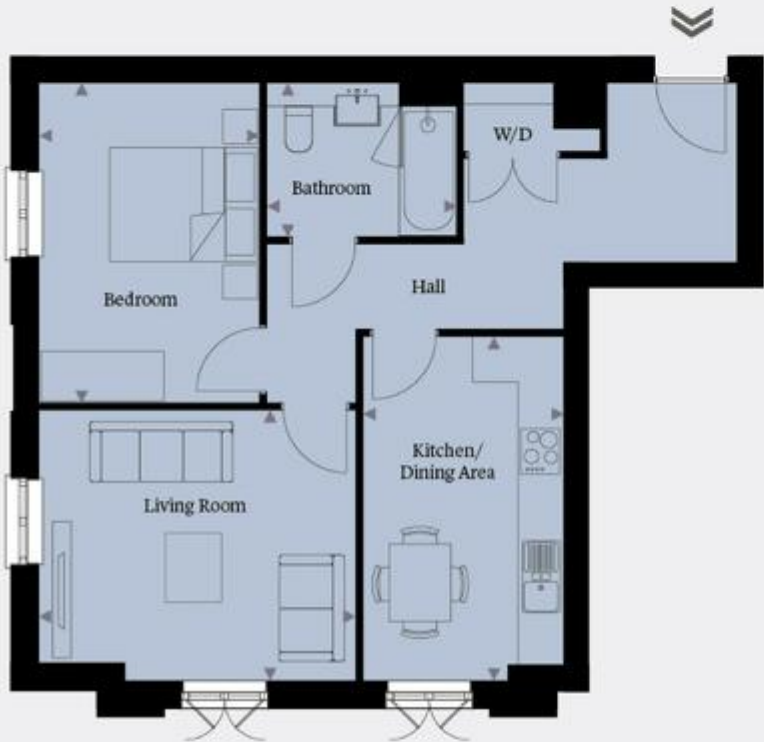 W/D
Bathroom
Hall
Bedroom
Kitchen/
Dining Area
Living Room